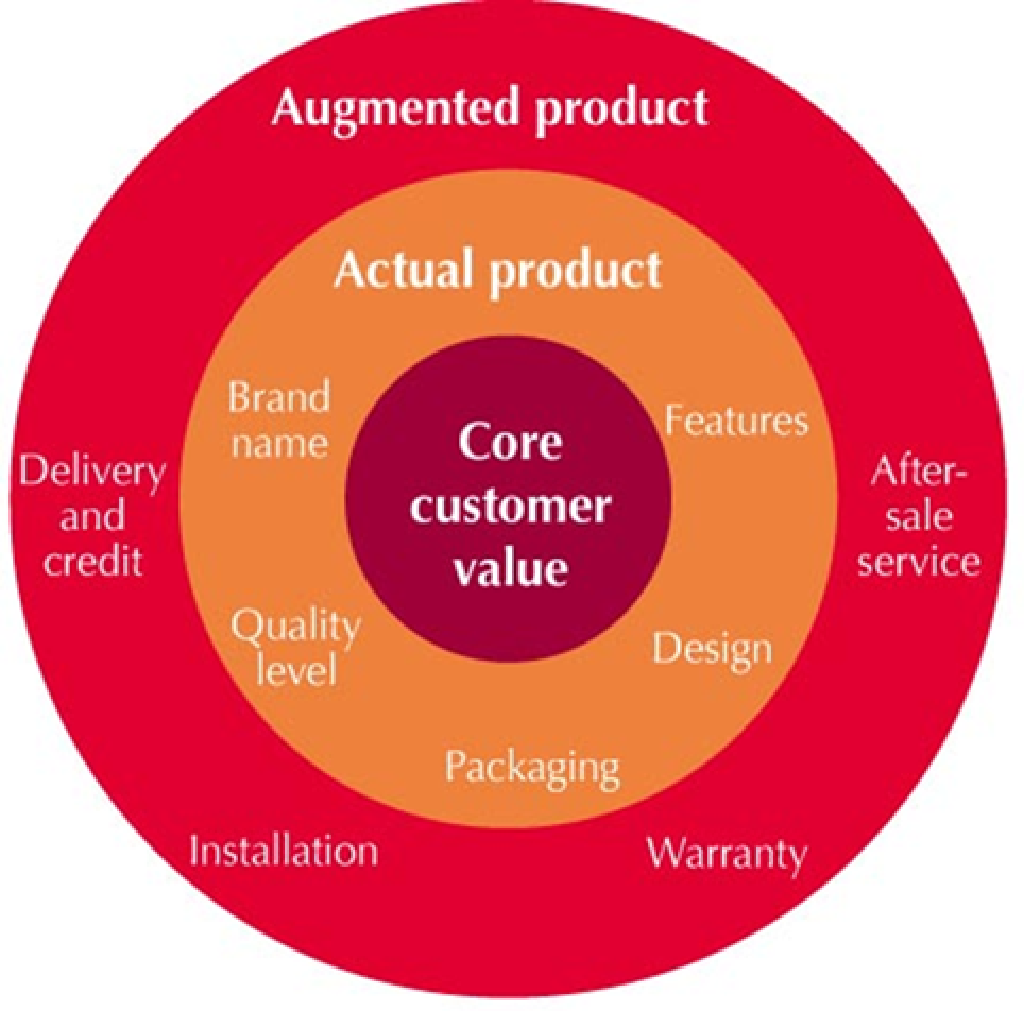 Augmented product
Actual product
Brand
name
Features
Core
customer
value
Delivery
and
credit
After-
sale
service
Quality
level
Design
Packaging
Installation
Warranty